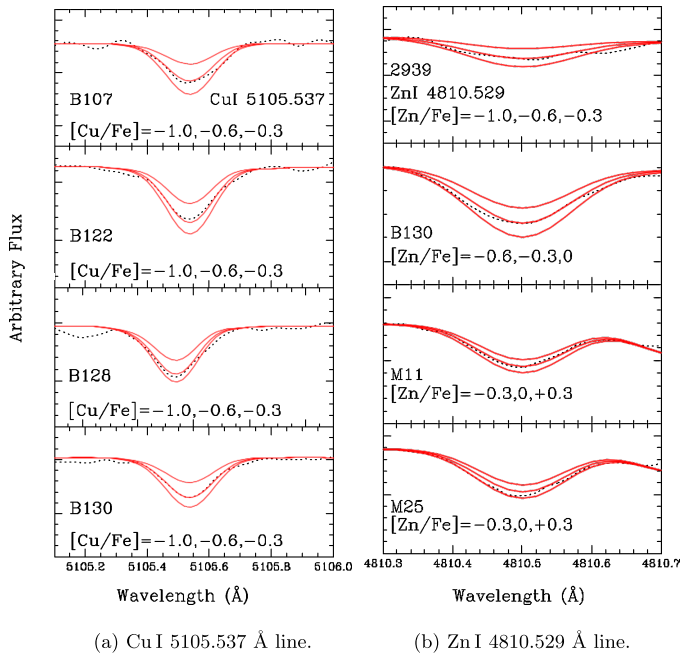 Arbitrary Flux
B107
CuI 5105.537
[Cu/Fe]=−1.0,−0.6,−0.3
B122
[Cu/Fe]=−1.0,−0.6,−0.3
B128
[Cu/Fe]=−1.0,−0.6,−0.3
B130
[Cu/Fe]=−1.0,−0.6,−0.3
5105.2 5105.4 5105.6 5105.8 5106.0
Wavelength (Å)
(a) Cu I 5105.537 Å line.
2939
ZnI 4810.529
[Zn/Fe]=−1.0,−0.6,−0.3
B130
[Zn/Fe]=−0.6,−0.3,0
M11
[Zn/Fe]=−0.3,0,+0.3
M25
[Zn/Fe]=−0.3,0,+0.3
4810.3 4810.4 4810.5 4810.6 4810.7
Wavelength (Å)
(b) Zn I 4810.529 Å line.